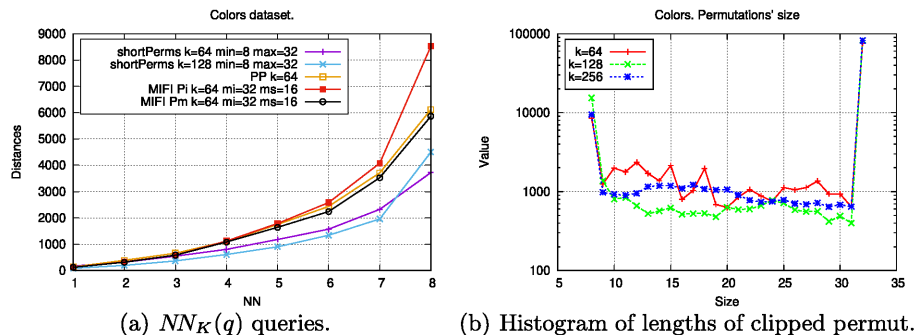 Colors dataset.
9000
8000
7000
6000
5000
4000
3000
2000
1000
0
Distances
shortPerms k=64 min=8 max=32
shortPerms k=128 min=8 max=32
PP k=64
MIFI Pi k=64 mi=32 ms=16
MIFI Pm k=64 mi=32 ms=16
1 2 3 4 5 6 7 8
NN
(a) NN_K(q) queries.
Colors. Permutations' size
1000000
100000
10000
1000
100
Value
k=64
k=128
k=256
5 10 15 20 25 30 35
Size
(b) Histogram of lengths of clipped permut.